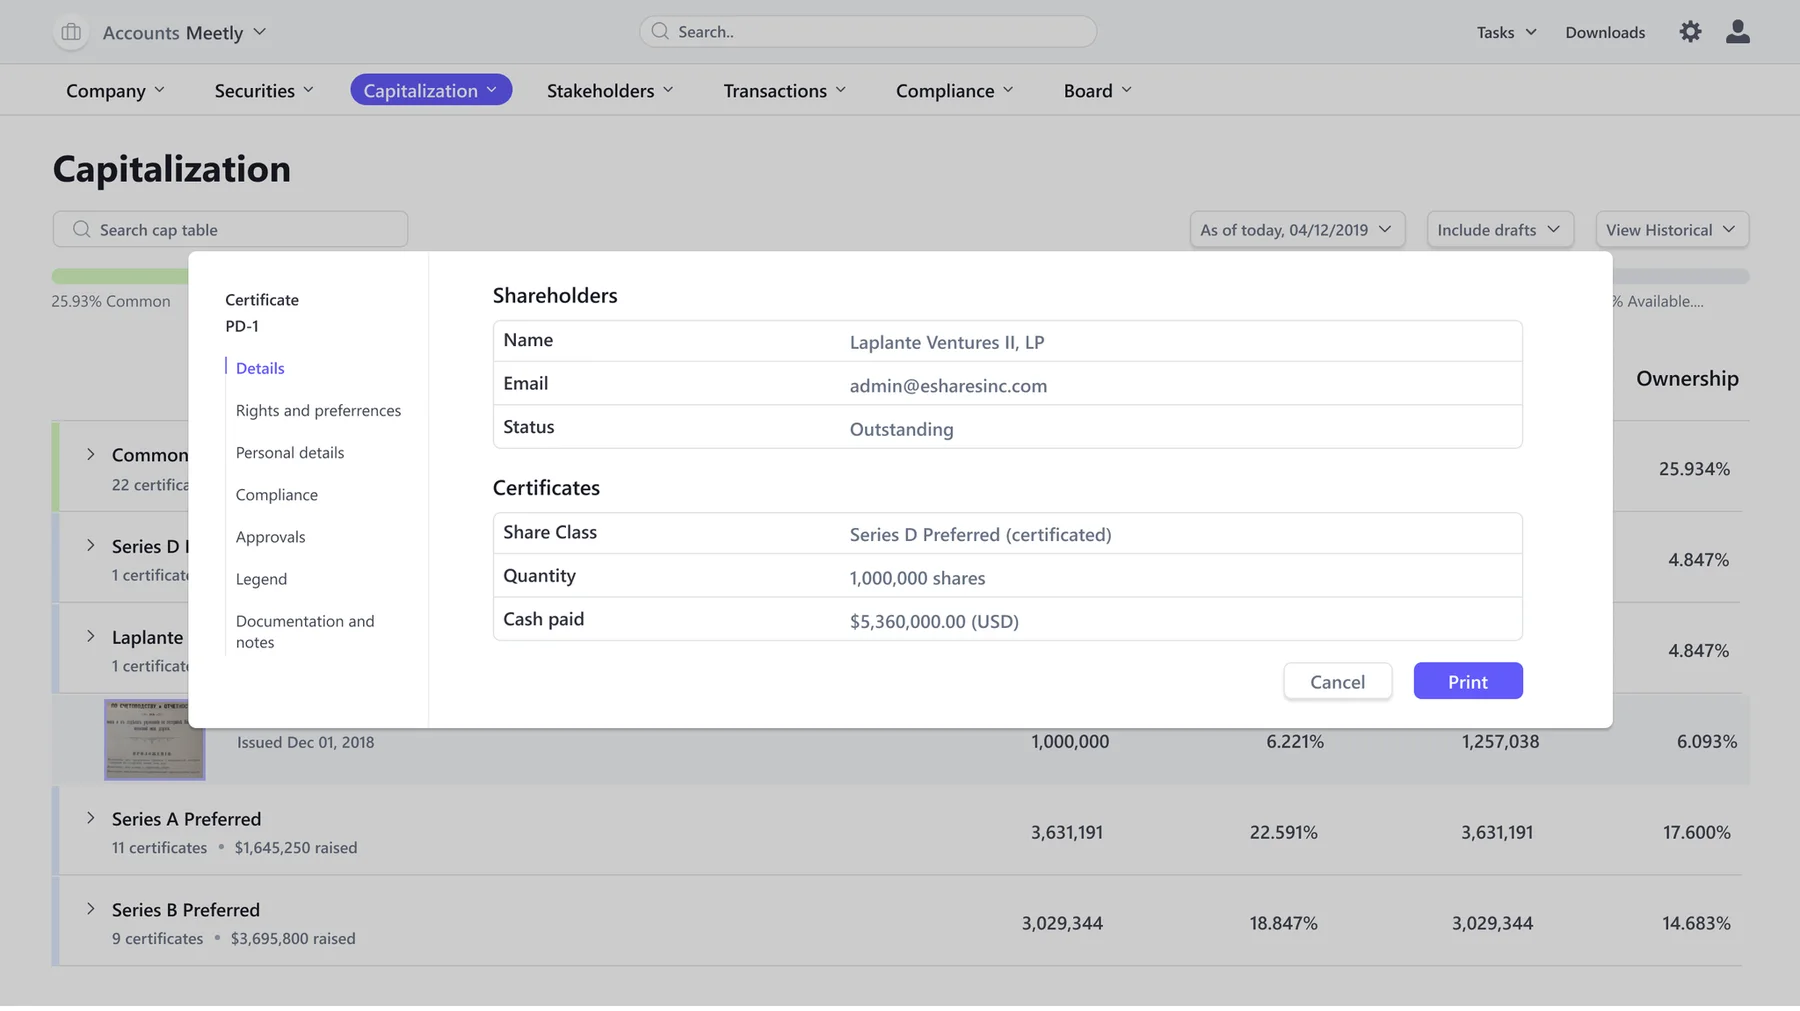 Accounts Meetly
Search..
Tasks
Downloads
Company
Securities
Capitalization
Stakeholders
Transactions
Compliance
Board
Capitalization
Search cap table
As of today, 04/12/2019
Include drafts
View Historical
25.93% Common
% Available....
Certificate
PD-1
Details
Rights and preferrences
Personal details
Compliance
Approvals
Legend
Documentation and
notes
Shareholders
Name Laplante Ventures II, LP
Email admin@esharesinc.com
Status Outstanding
Certificates
Share Class Series D Preferred (certificated)
Quantity 1,000,000 shares
Cash paid $5,360,000.00 (USD)
Cancel
Print
Ownership
Common 25.934%
22 certifica
Series D 4.847%
1 certificat
Laplante 4.847%
1 certificat
Issued Dec 01, 2018 1,000,000 6.221% 1,257,038 6.093%
Series A Preferred 3,631,191 22.591% 3,631,191 17.600%
11 certificates • $1,645,250 raised
Series B Preferred 3,029,344 18.847% 3,029,344 14.683%
9 certificates • $3,695,800 raised